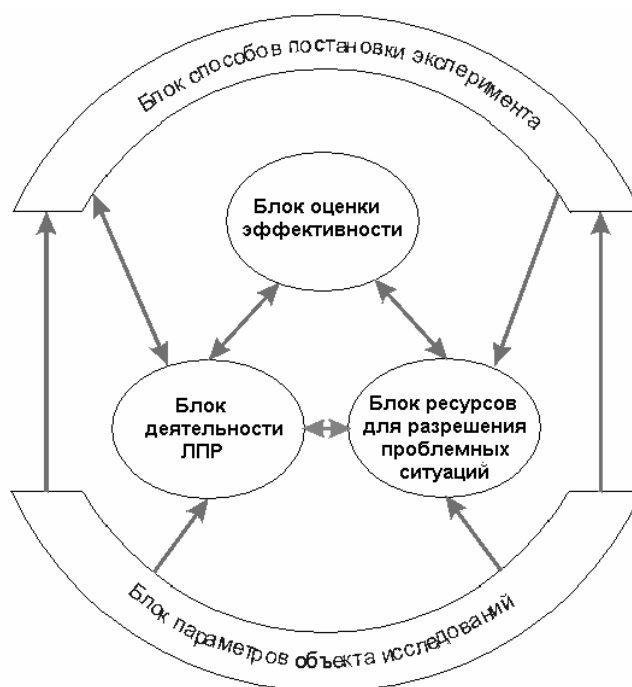 Блок способов постановки эксперимента
Блок оценки
эффективности
Блок
деятельности
ЛПР
Блок ресурсов
для разрешения
проблемных
ситуаций
Блок параметров объекта исследований